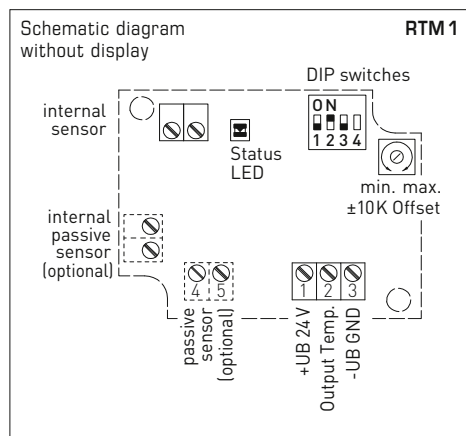 Schematic diagram
without display
RTM 1
DIP switches
ON
1 2 3 4
internal
sensor
Status
LED
min. max.
±10K Offset
internal
passive
sensor
(optional)
4 5
passive
sensor
(optional)
1 2 3
+UB 24V
Output Temp.
-UB GND